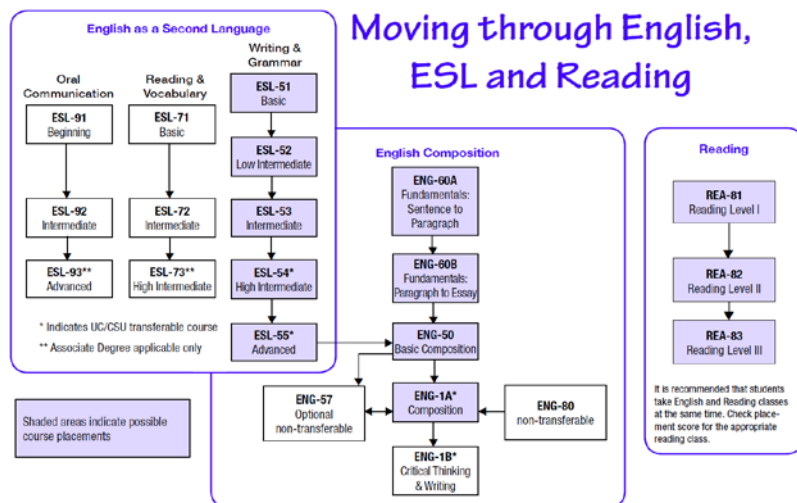 Moving through English,
ESL and Reading
English as a Second Language
Oral
Communication
ESL-91
Beginning
ESL-92
Intermediate
ESL-93**
Advanced
Reading &
Vocabulary
ESL-71
Basic
ESL-72
Intermediate
ESL-73**
High Intermediate
Writing &
Grammar
ESL-51
Basic
ESL-52
Low Intermediate
ESL-53
Intermediate
ESL-54*
High Intermediate
ESL-55*
Advanced
* Indicates UC/CSU transferable course
** Associate Degree applicable only
Shaded areas indicate possible
course placements
English Composition
ENG-60A
Fundamentals:
Sentence to
Paragraph
ENG-60B
Fundamentals:
Paragraph to Essay
ENG-50
Basic Composition
ENG-57
Optional
non-transferable
ENG-1A*
Composition
ENG-80
non-transferable
ENG-1B*
Critical Thinking
& Writing
Reading
REA-81
Reading Level I
REA-82
Reading Level II
REA-83
Reading Level III
It is recommended that students
take English and Reading classes
at the same time. Check place-
ment score for the appropriate
reading class.